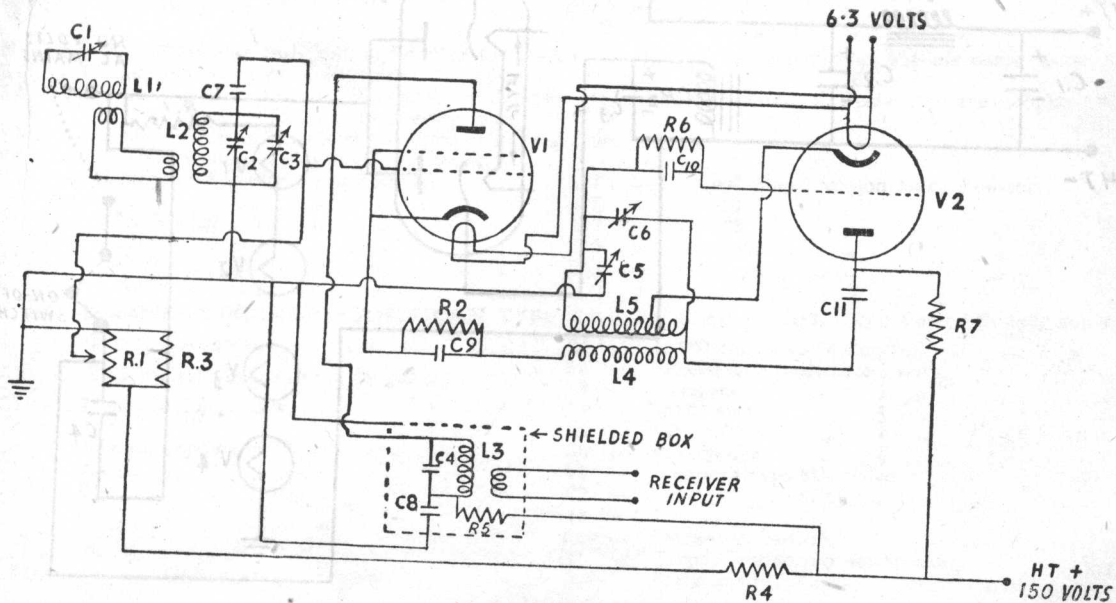 6·3 VOLTS
C1
L1
C7
L2
C2
C3
V1
R6
C10
V2
C6
C5
L5
R2
C9
L4
C11
R7
R.1
R.3
← SHIELDED BOX
L3
C4
C8
R5
RECEIVER
INPUT
R4
HT +
150 VOLTS
HT-